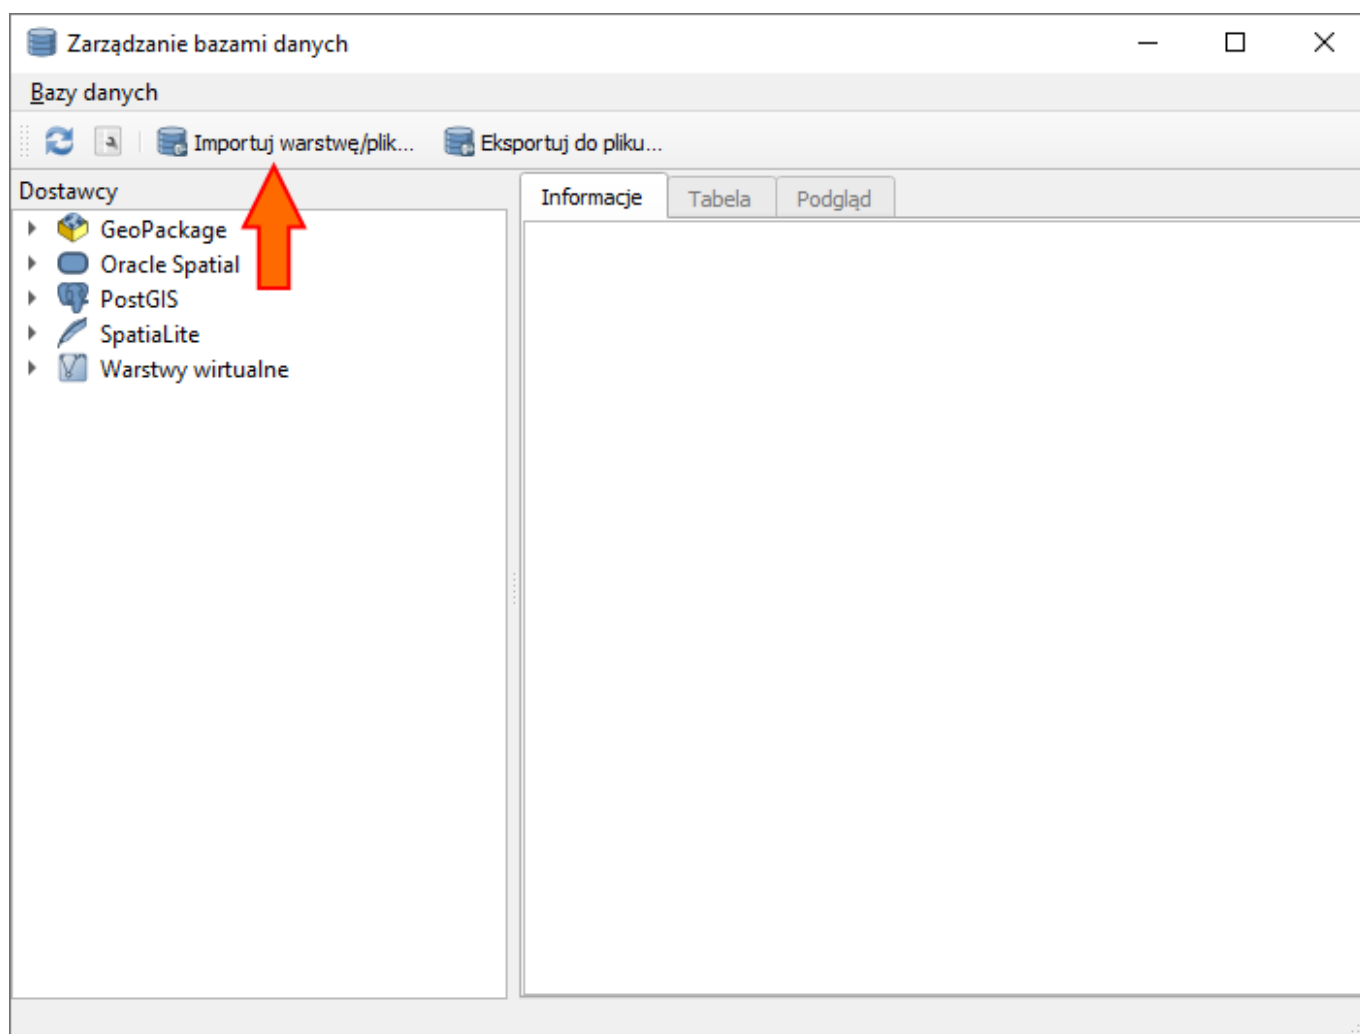 Zarządzanie bazami danych
Bazy danych
Importuj warstwę/plik... Eksportuj do pliku...
Dostawcy
Informacje Tabela Podgląd
GeoPackage
Oracle Spatial
PostGIS
SpatiaLite
Warstwy wirtualne